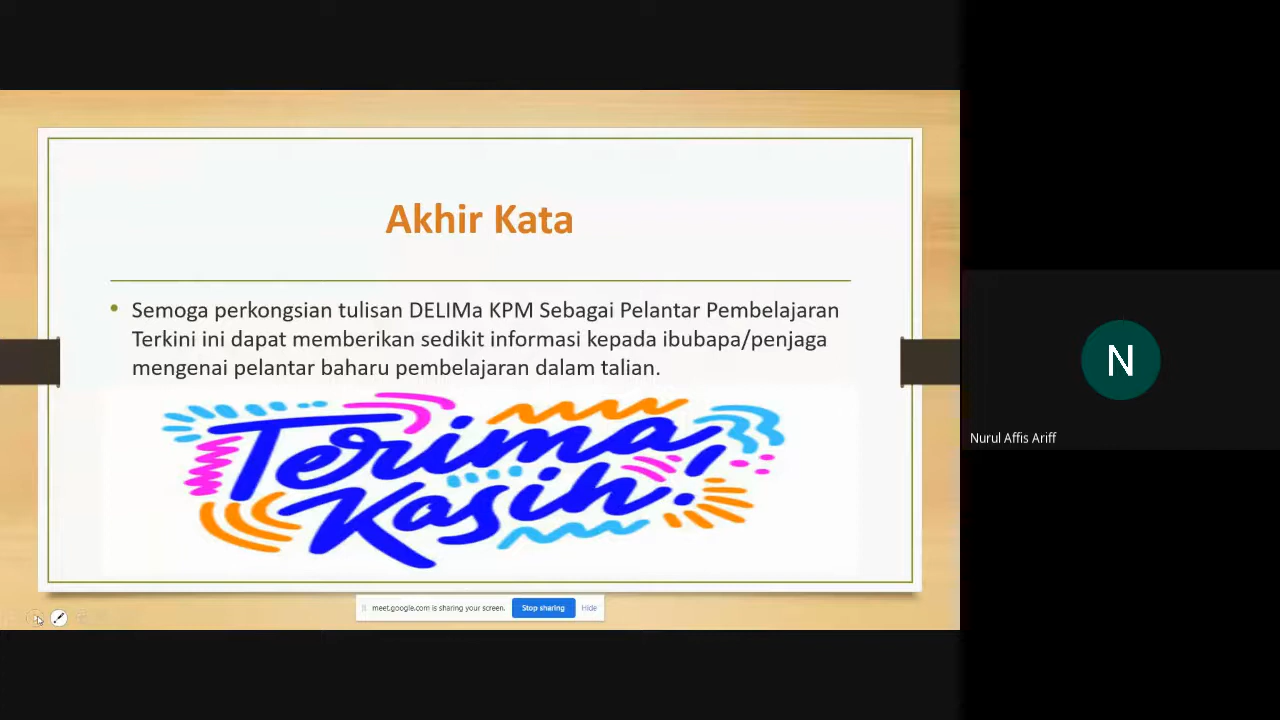 Akhir Kata
• Semoga perkongsian tulisan DELIMa KPM Sebagai Pelantar Pembelajaran
Terkini ini dapat memberikan sedikit informasi kepada ibubapa/penjaga
mengenai pelantar baharu pembelajaran dalam talian.
Terima
Kasih!
meet.google.com is sharing your screen. Stop sharing Hide
N
Nurul Affis Ariff